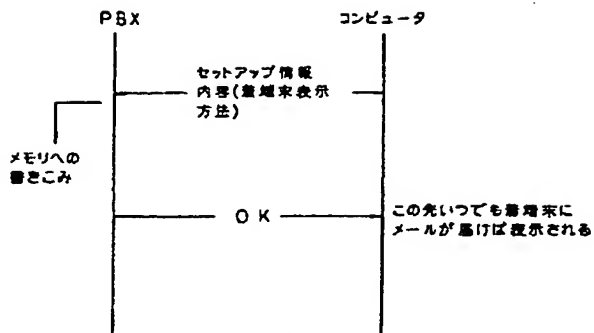 PBX
コンピュータ
セットアップ情報
内容(着端末表示
方法)
メモリへの
書きこみ
OK
この先いつでも着端末に
メールが届けば表示される